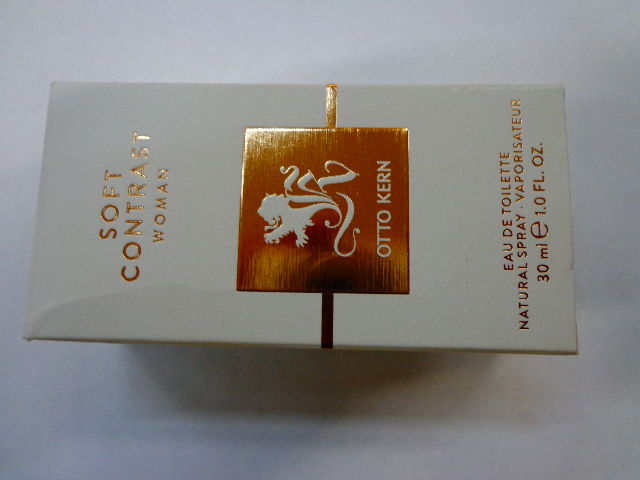 SOFT
CONTRAST
WOMAN
OTTO KERN
EAU DE TOILETTE
NATURAL SPRAY . VAPORISATEUR
30 ml ℮ 1.0 FL. OZ.